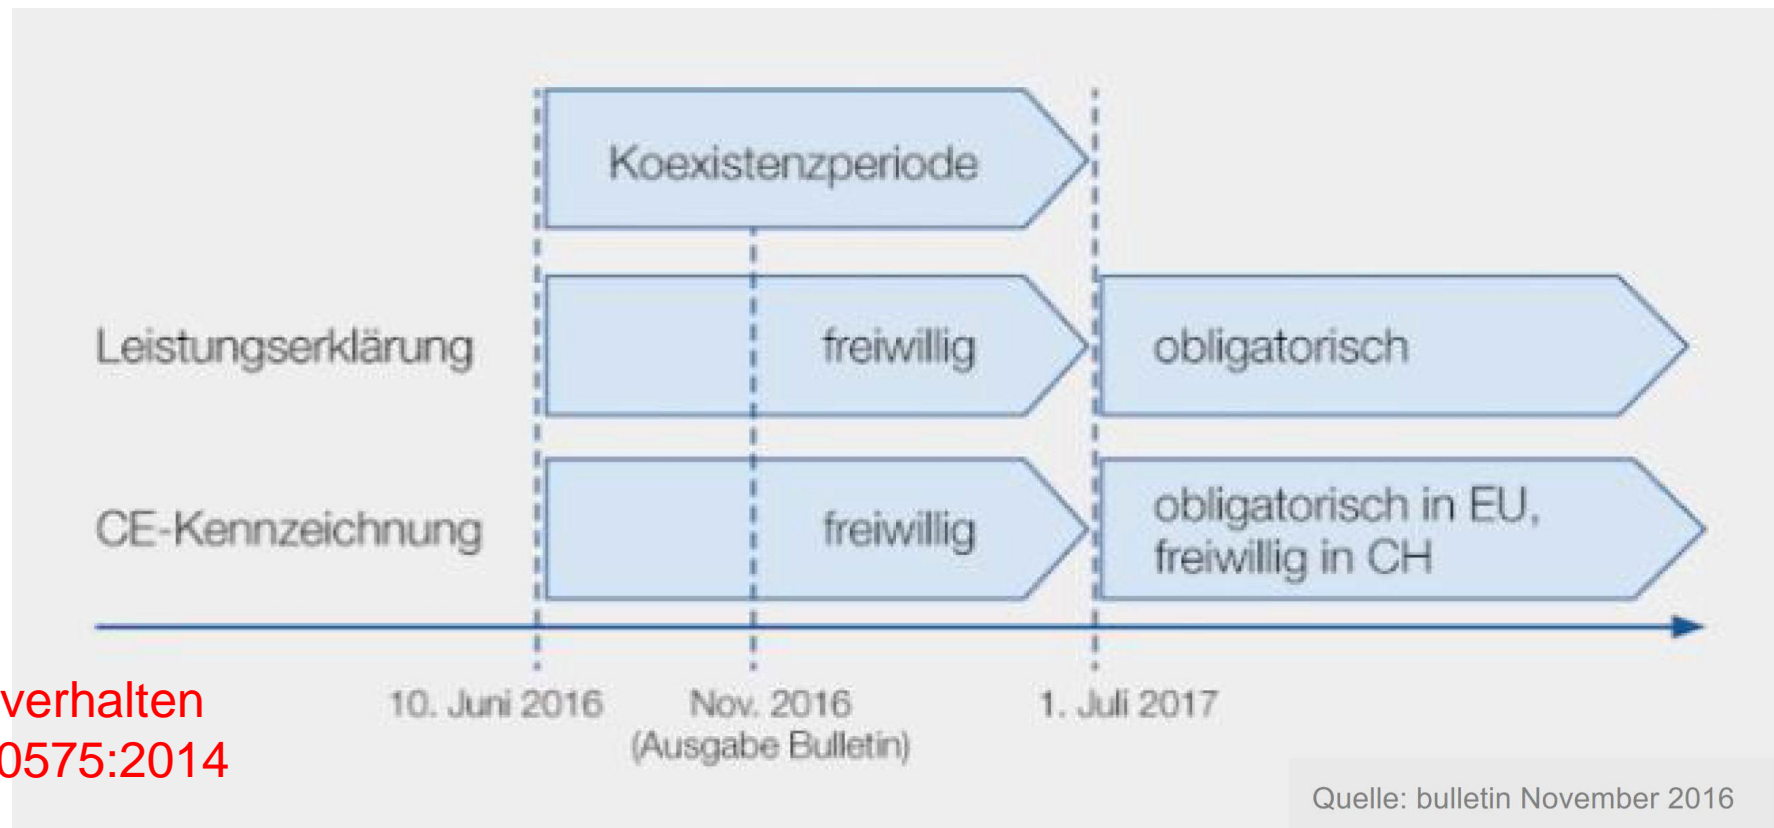 Koexistenzperiode
Leistungserklärung
freiwillig
obligatorisch
CE-Kennzeichnung
freiwillig
obligatorisch in EU,
freiwillig in CH
10. Juni 2016
Nov. 2016
(Ausgabe Bulletin)
1. Juli 2017
verhalten
0575:2014
Quelle: bulletin November 2016